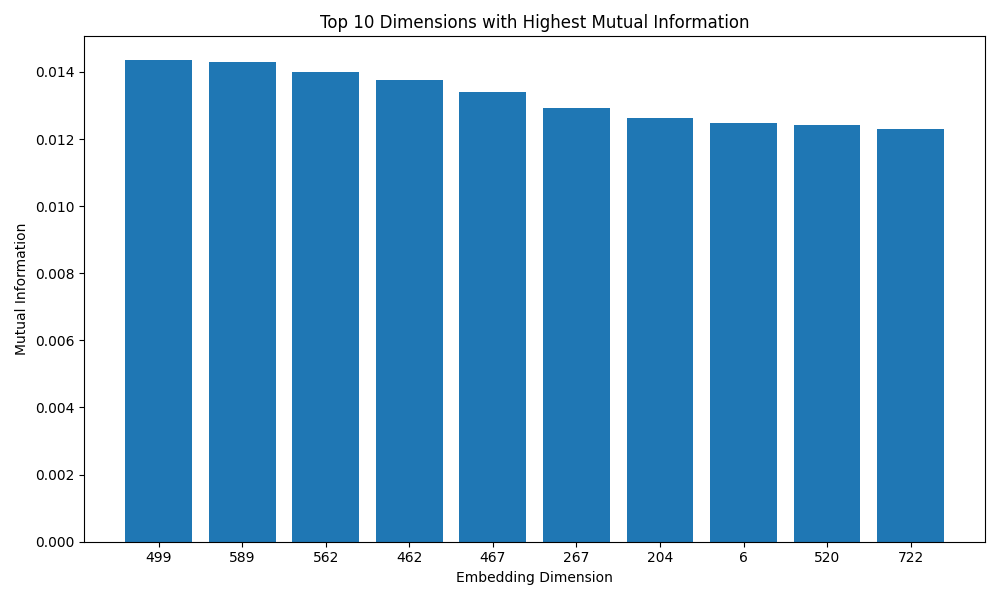 Top 10 Dimensions with Highest Mutual Information
Mutual Information
0.014
0.012
0.010
0.008
0.006
0.004
0.002
0.000
499 589 562 462 467 267 204 6 520 722
Embedding Dimension